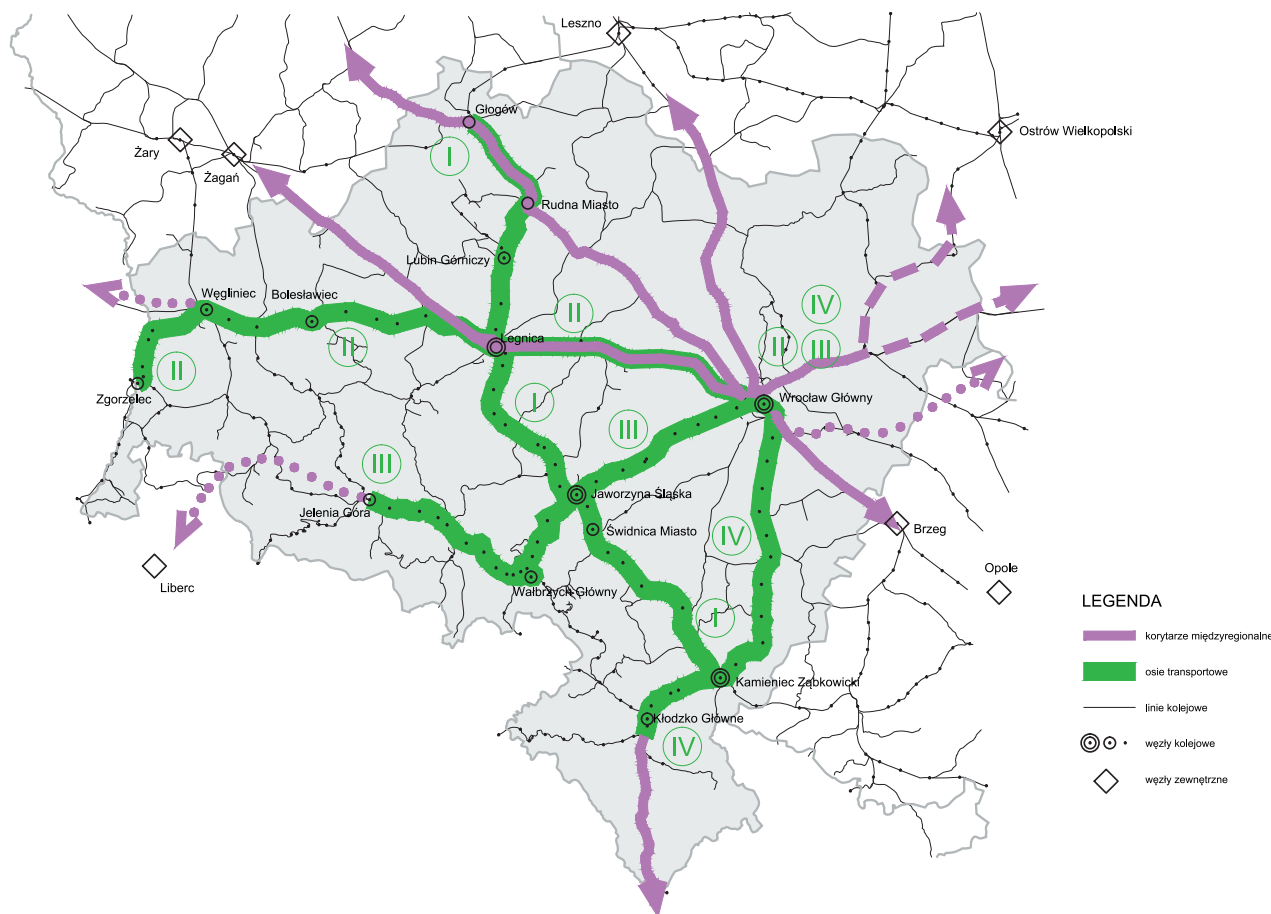 Leszno
Głogów
Ostrów Wielkopolski
Żary
I
Żagań
Rudna Miasto
Lubin Górniczy
Węgliniec
Bolesławiec
IV
II
II
II
III
Legnica
II
Zgorzelec
Wrocław Główny
I
III
III
Jaworzyna Śląska
Jelenia Góra
Świdnica Miasto
IV
Brzeg
Liberc
Wałbrzych Główny
Opole
I
Kamieniec Ząbkowicki
Kłodzko Główne
IV
LEGENDA
korytarze międzyregionalne
osie transportowe
linie kolejowe
węzły kolejowe
węzły zewnętrzne